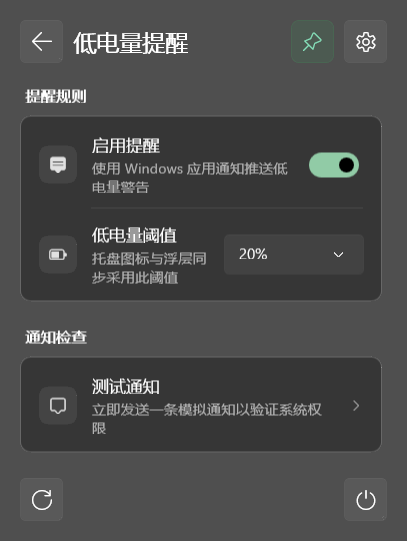 低电量提醒
提醒规则
启用提醒
使用 Windows 应用通知推送低
电量警告
低电量阈值
托盘图标与浮层同
步采用此阈值
20%
通知检查
测试通知
立即发送一条模拟通知以验证系统权
限